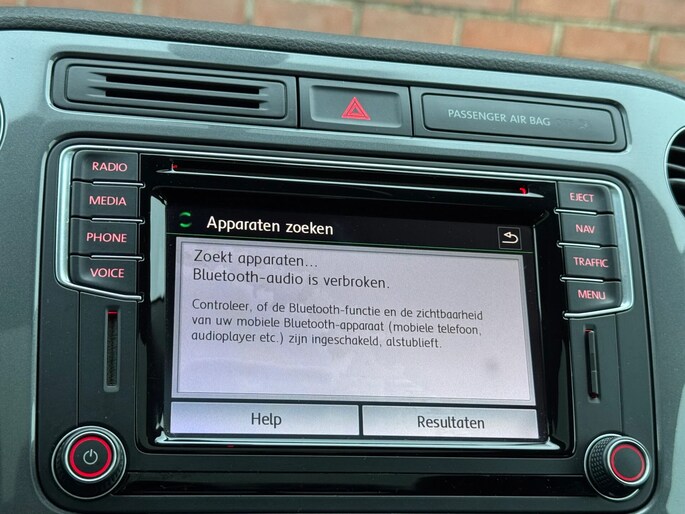 PASSENGER AIR BAG
RADIO
MEDIA
PHONE
VOICE
EJECT
NAV
TRAFFIC
MENU
Apparaten zoeken
Zoekt apparaten...
Bluetooth-audio is verbroken.
Controleer, of de Bluetooth-functie en de zichtbaarheid
van uw mobiele Bluetooth-apparaat (mobiele telefoon,
audioplayer etc.) zijn ingeschakeld, alstublieft.
Help
Resultaten